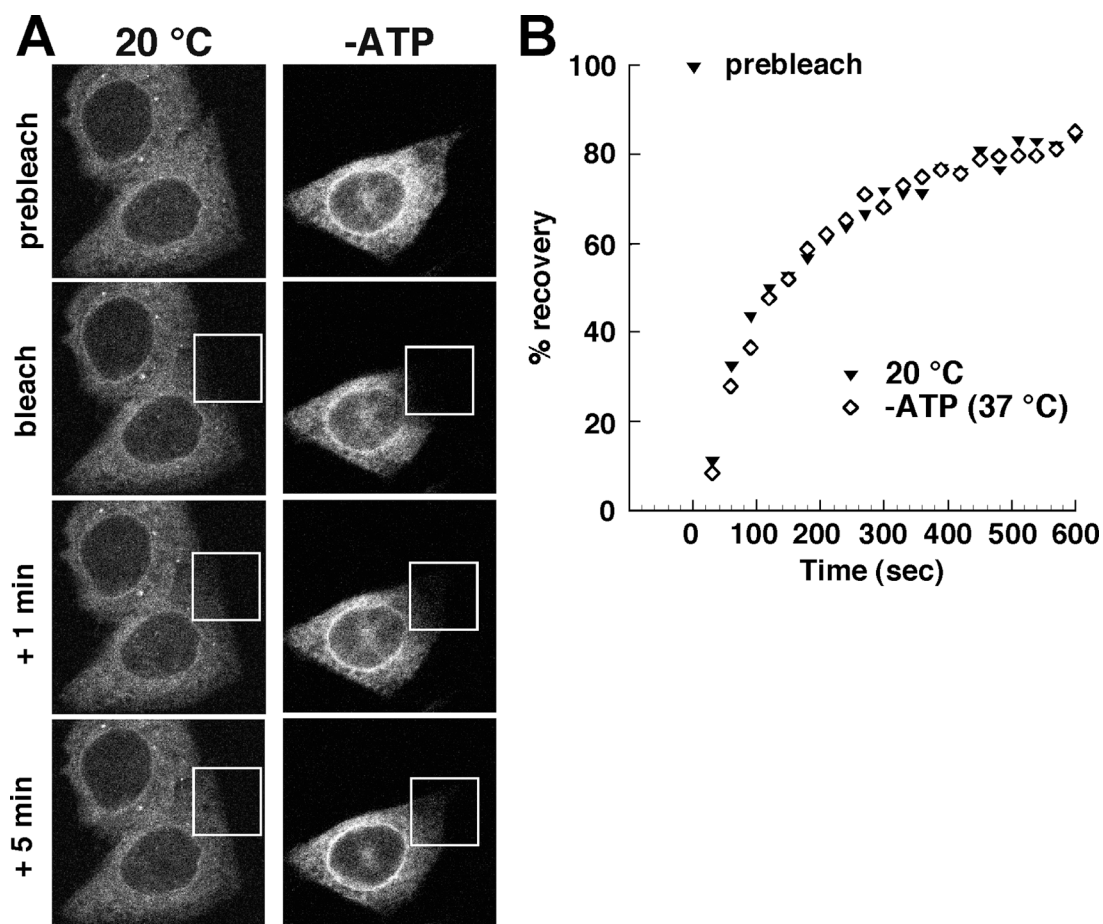 A
20 °C
-ATP
prebleach
bleach
+ 1 min
+ 5 min
B
% recovery
100
80
60
40
20
0
prebleach
20 °C
-ATP (37 °C)
0 100 200 300 400 500 600
Time (sec)